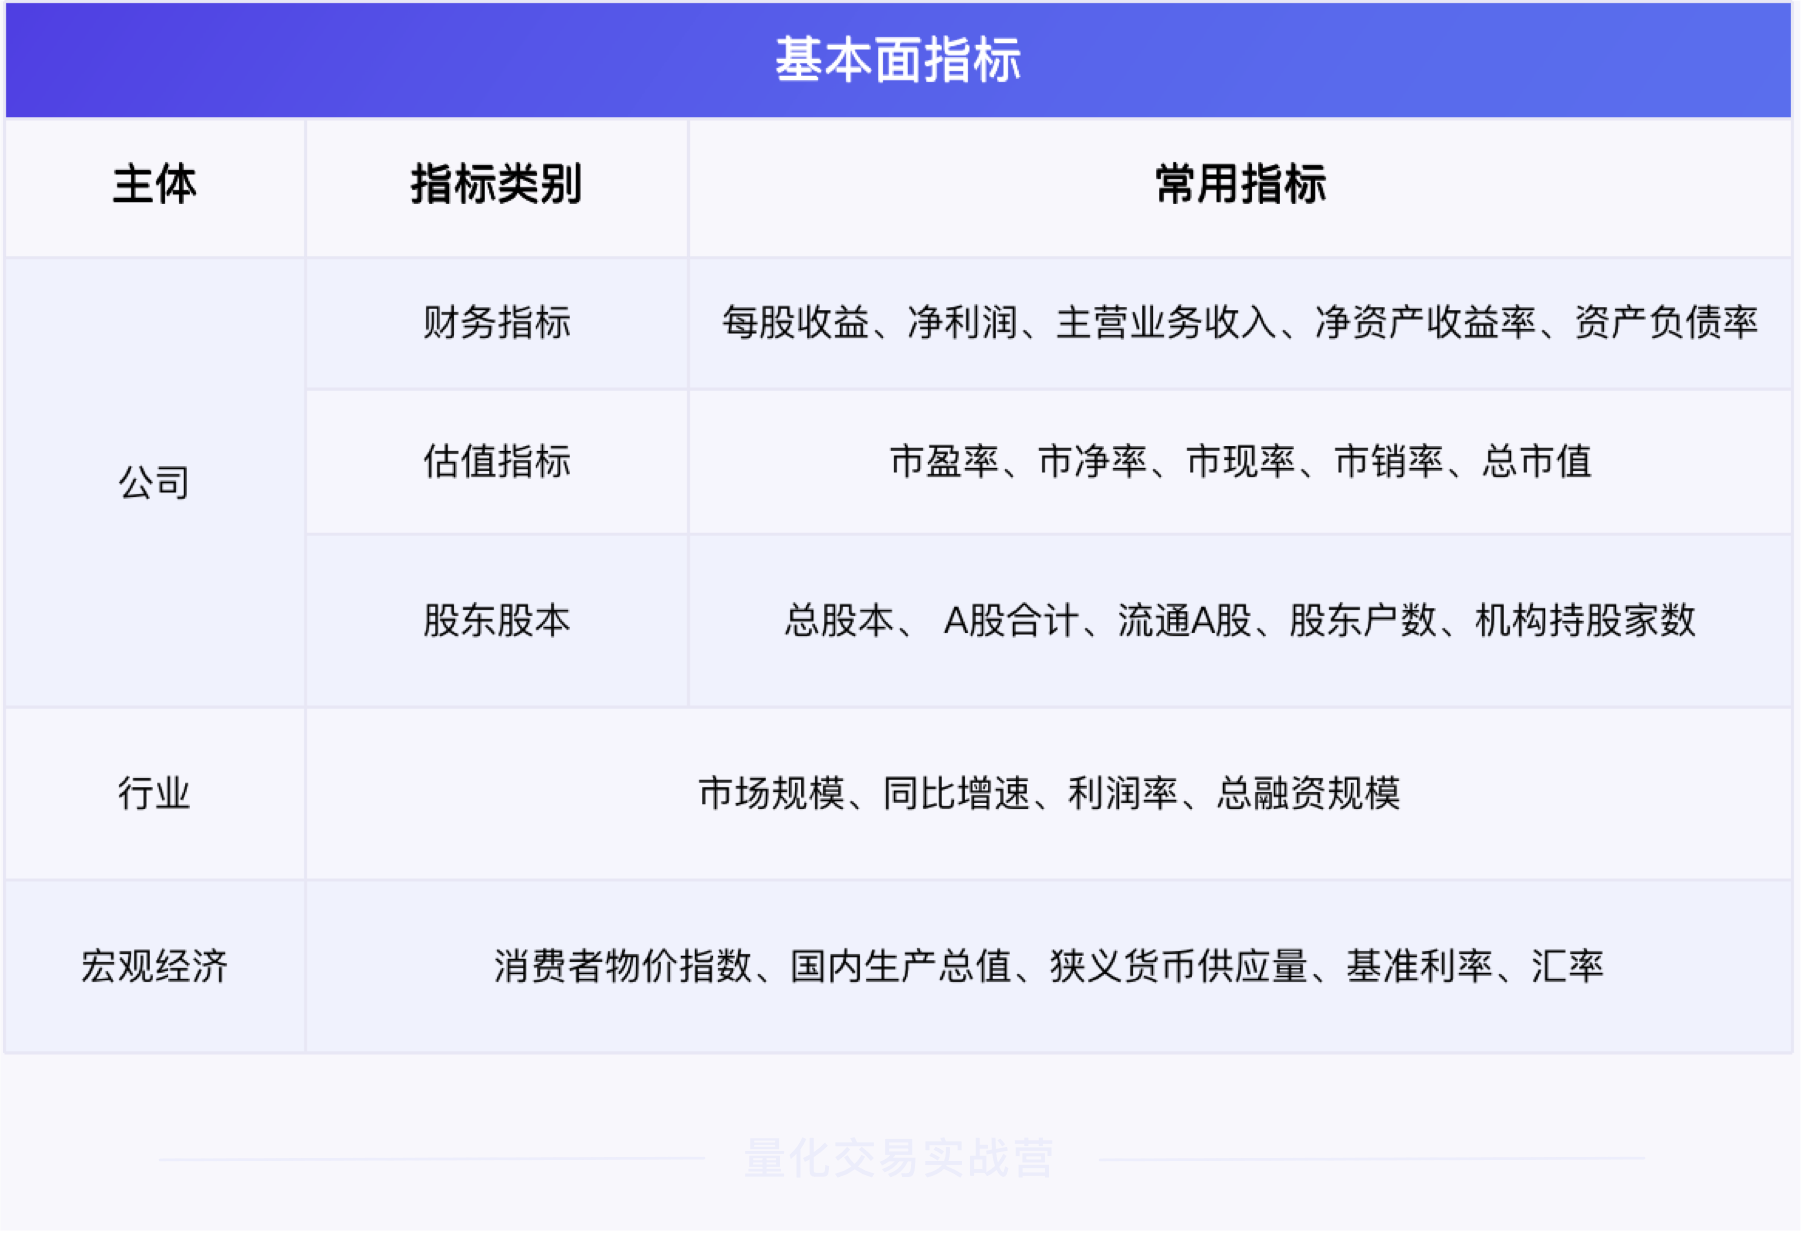 基本面指标
主体
指标类别
常用指标
公司
财务指标
每股收益、净利润、主营业务收入、净资产收益率、资产负债率
估值指标
市盈率、市净率、市现率、市销率、总市值
股东股本
总股本、 A股合计、流通A股、股东户数、机构持股家数
行业
市场规模、同比增速、利润率、总融资规模
宏观经济
消费者物价指数、国内生产总值、狭义货币供应量、基准利率、汇率
量化交易实战营